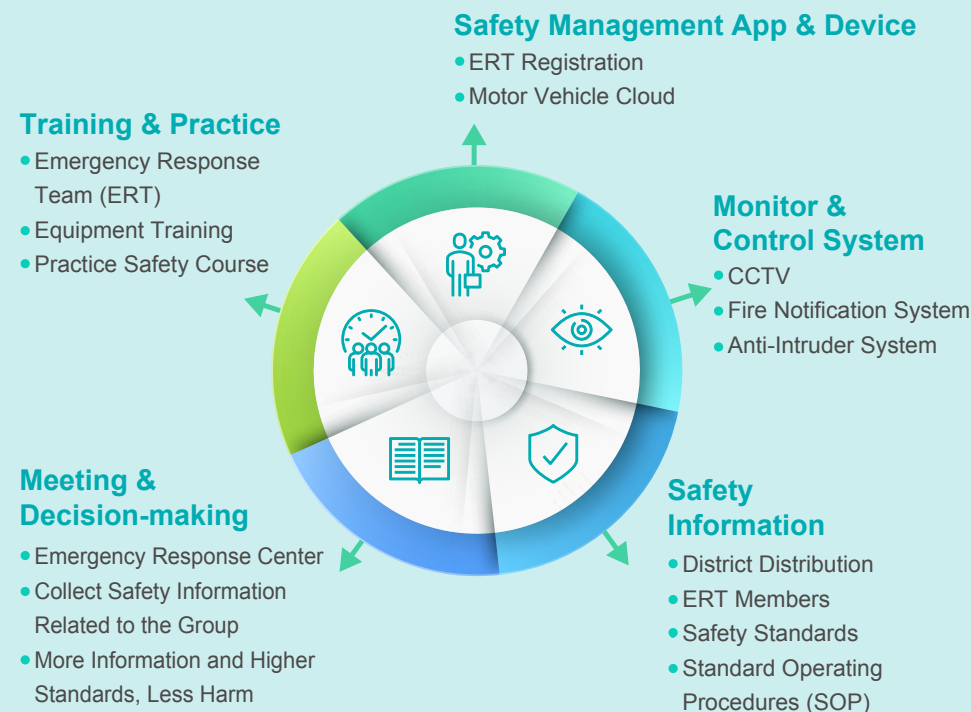 Safety Management App & Device
• ERT Registration
• Motor Vehicle Cloud
Training & Practice
• Emergency Response
Team (ERT)
• Equipment Training
• Practice Safety Course
Monitor &
Control System
• CCTV
• Fire Notification System
• Anti-Intruder System
Meeting &
Decision-making
• Emergency Response Center
• Collect Safety Information
Related to the Group
• More Information and Higher
Standards, Less Harm
Safety
Information
• District Distribution
• ERT Members
• Safety Standards
• Standard Operating
Procedures (SOP)